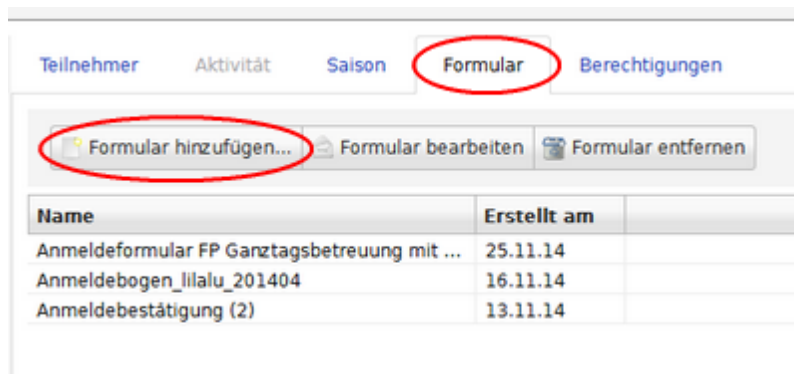 Teilnehmer Aktivität Saison Formular Berechtigungen
Formular hinzufügen... Formular bearbeiten Formular entfernen
Name Erstellt am
Anmeldeformular FP Ganztagsbetreuung mit ... 25.11.14
Anmeldebogen_lilalu_201404 16.11.14
Anmeldebestätigung (2) 13.11.14